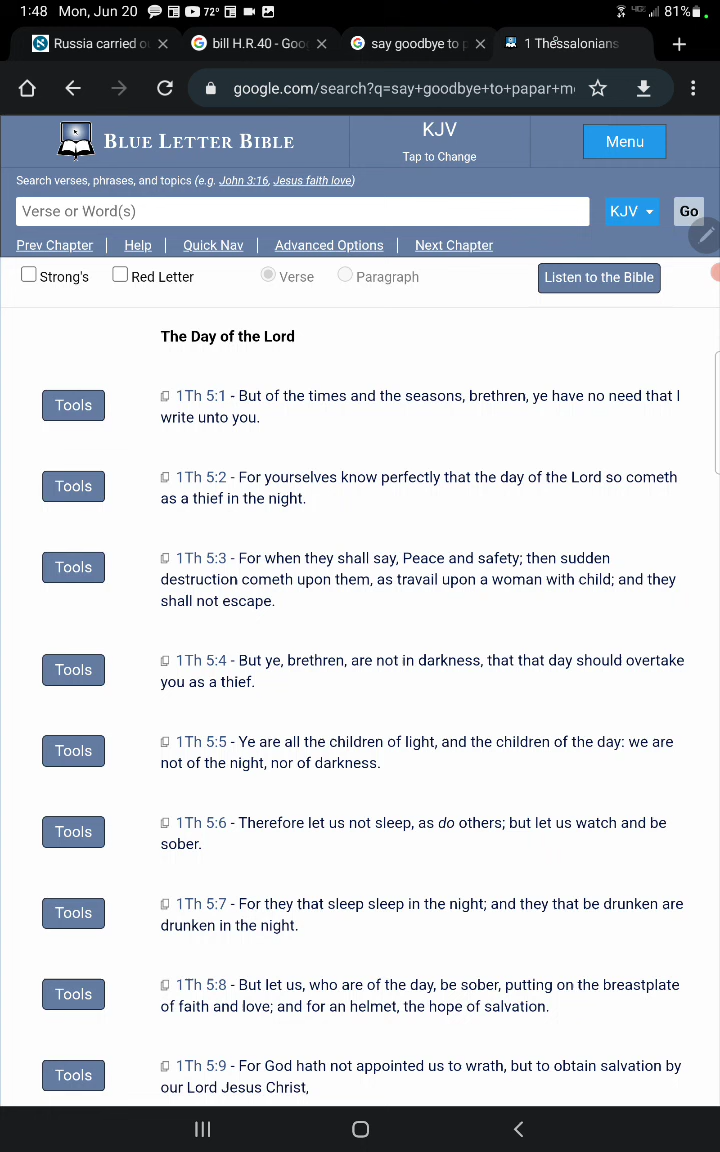 1:48 Mon, Jun 20 72° 81%
Russia carried o bill H.R.40 - Goo say goodbye to p 1 Thessalonians
google.com/search?q=say+goodbye+to+papar+m
BLUE LETTER BIBLE KJV Menu
Tap to Change
Search verses, phrases, and topics (e.g. John 3:16, Jesus faith love)
Verse or Word(s) KJV Go
Prev Chapter | Help | Quick Nav | Advanced Options | Next Chapter
Strong's Red Letter Verse Paragraph Listen to the Bible
The Day of the Lord
Tools 1Th 5:1 - But of the times and the seasons, brethren, ye have no need that I
write unto you.
Tools 1Th 5:2 - For yourselves know perfectly that the day of the Lord so cometh
as a thief in the night.
Tools 1Th 5:3 - For when they shall say, Peace and safety; then sudden
destruction cometh upon them, as travail upon a woman with child; and they
shall not escape.
Tools 1Th 5:4 - But ye, brethren, are not in darkness, that that day should overtake
you as a thief.
Tools 1Th 5:5 - Ye are all the children of light, and the children of the day: we are
not of the night, nor of darkness.
Tools 1Th 5:6 - Therefore let us not sleep, as do others; but let us watch and be
sober.
Tools 1Th 5:7 - For they that sleep sleep in the night; and they that be drunken are
drunken in the night.
Tools 1Th 5:8 - But let us, who are of the day, be sober, putting on the breastplate
of faith and love; and for an helmet, the hope of salvation.
Tools 1Th 5:9 - For God hath not appointed us to wrath, but to obtain salvation by
our Lord Jesus Christ,